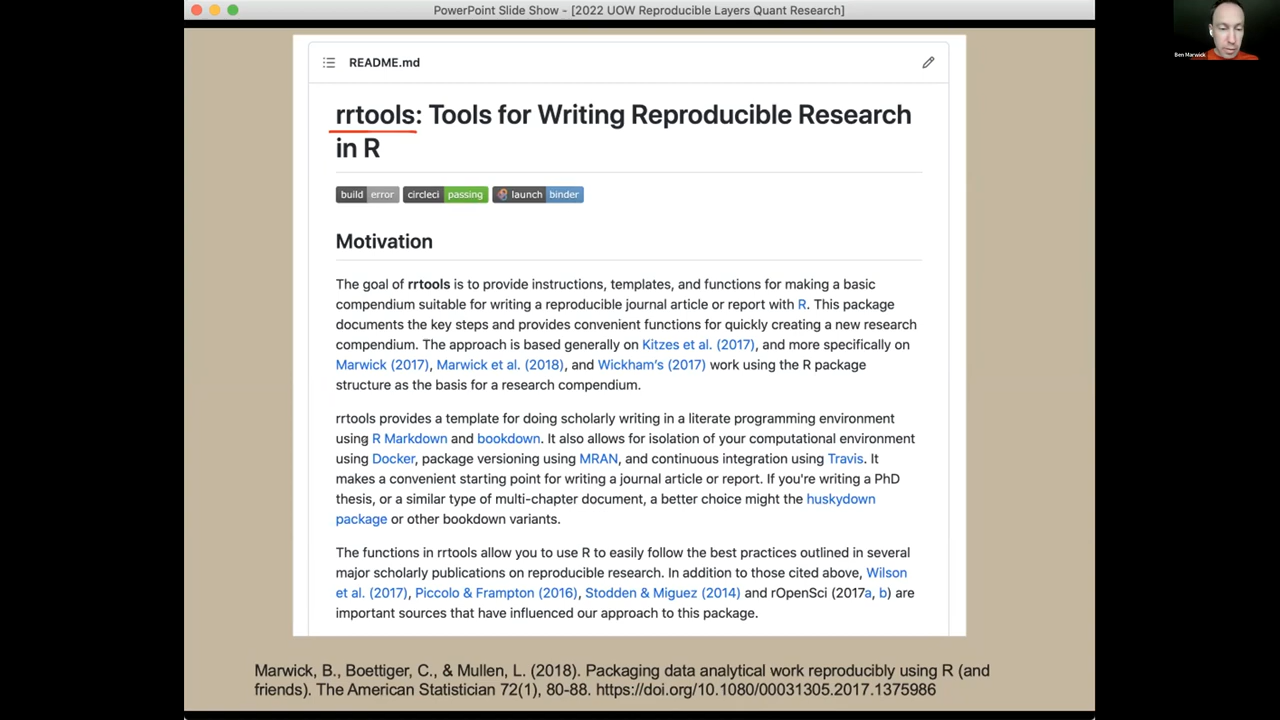 PowerPoint Slide Show - [2022 UOW Reproducible Layers Quant Research]
Ben Marwick
README.md
rrtools: Tools for Writing Reproducible Research
in R
build error circleci passing launch binder
Motivation
The goal of rrtools is to provide instructions, templates, and functions for making a basic
compendium suitable for writing a reproducible journal article or report with R. This package
documents the key steps and provides convenient functions for quickly creating a new research
compendium. The approach is based generally on Kitzes et al. (2017), and more specifically on
Marwick (2017), Marwick et al. (2018), and Wickham's (2017) work using the R package
structure as the basis for a research compendium.
rrtools provides a template for doing scholarly writing in a literate programming environment
using R Markdown and bookdown. It also allows for isolation of your computational environment
using Docker, package versioning using MRAN, and continuous integration using Travis. It
makes a convenient starting point for writing a journal article or report. If you're writing a PhD
thesis, or a similar type of multi-chapter document, a better choice might the huskydown
package or other bookdown variants.
The functions in rrtools allow you to use R to easily follow the best practices outlined in several
major scholarly publications on reproducible research. In addition to those cited above, Wilson
et al. (2017), Piccolo & Frampton (2016), Stodden & Miguez (2014) and rOpenSci (2017a, b) are
important sources that have influenced our approach to this package.
Marwick, B., Boettiger, C., & Mullen, L. (2018). Packaging data analytical work reproducibly using R (and
friends). The American Statistician 72(1), 80-88. https://doi.org/10.1080/00031305.2017.1375986